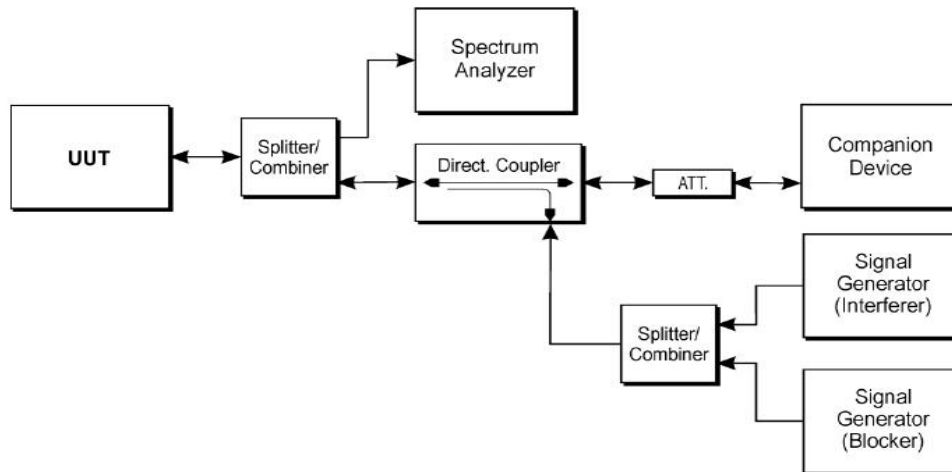 Spectrum
Analyzer
UUT
Splitter/
Combiner
Direct. Coupler
ATT.
Companion
Device
Signal
Generator
(Interferer)
Splitter/
Combiner
Signal
Generator
(Blocker)